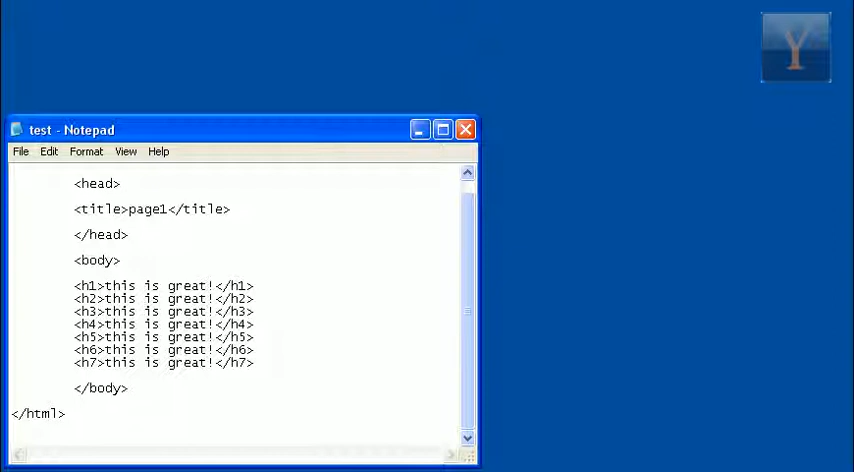 Y
test - Notepad
File Edit Format View Help
<head>
<title>page1</title>
</head>
<body>
<h1>this is great!</h1>
<h2>this is great!</h2>
<h3>this is great!</h3>
<h4>this is great!</h4>
<h5>this is great!</h5>
<h6>this is great!</h6>
<h7>this is great!</h7>
</body>
</html>